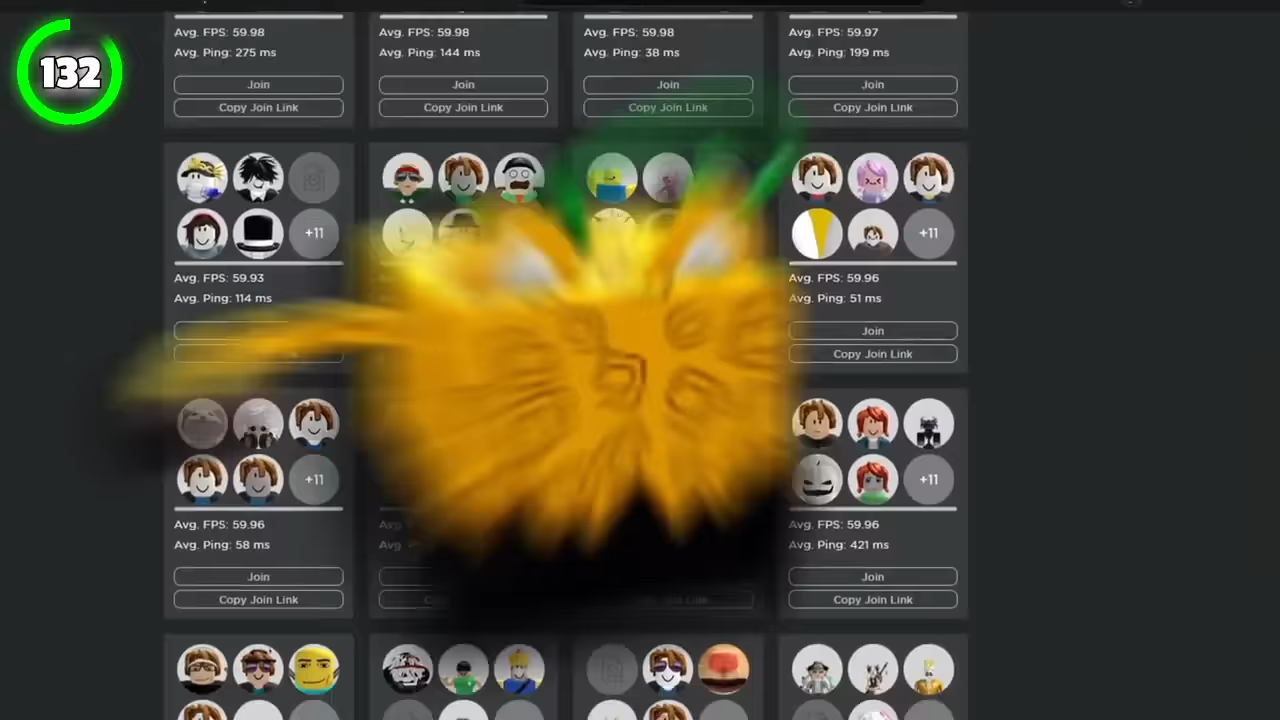 132
Avg. FPS: 59.98
Avg. Ping: 275 ms
Join
Copy Join Link
Avg. FPS: 59.98
Avg. Ping: 144 ms
Join
Copy Join Link
Avg. FPS: 59.98
Avg. Ping: 38 ms
Join
Copy Join Link
Avg. FPS: 59.97
Avg. Ping: 199 ms
Join
Copy Join Link
+11
Avg. FPS: 59.93
Avg. Ping: 114 ms
+11
Avg. FPS: 59.96
Avg. Ping: 51 ms
Join
Copy Join Link
+11
Avg. FPS: 59.96
Avg. Ping: 58 ms
Join
Copy Join Link
Avg.
Avg
+11
Avg. FPS: 59.96
Avg. Ping: 421 ms
Join
Copy Join Link